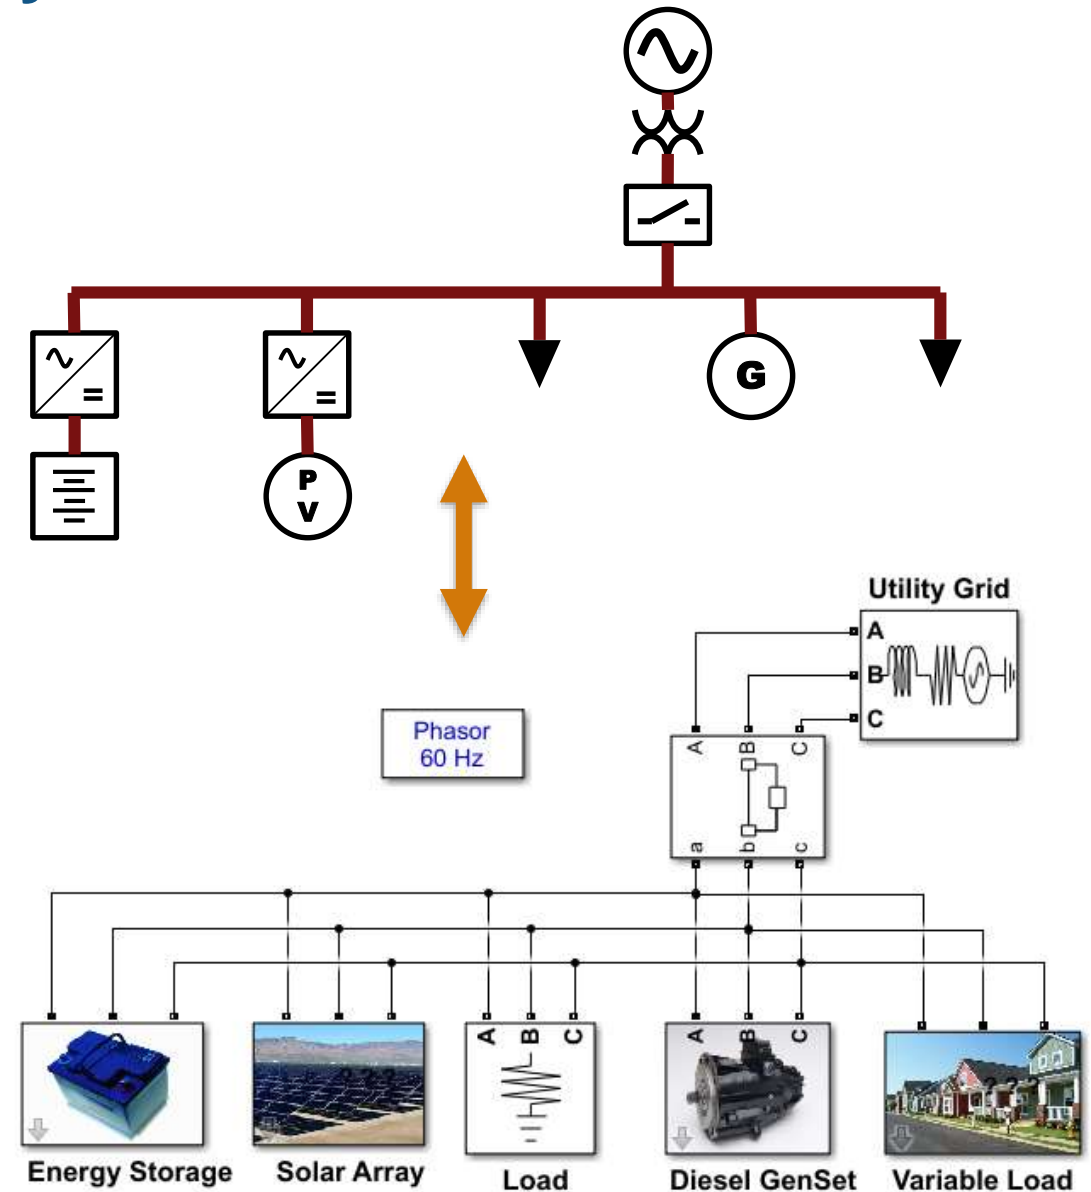 G
P
V
Utility Grid
A
B
C
Phasor
60 Hz
A
B
C
a
b
c
A
B
C
A
B
C
Energy Storage
Solar Array
Load
Diesel GenSet
Variable Load